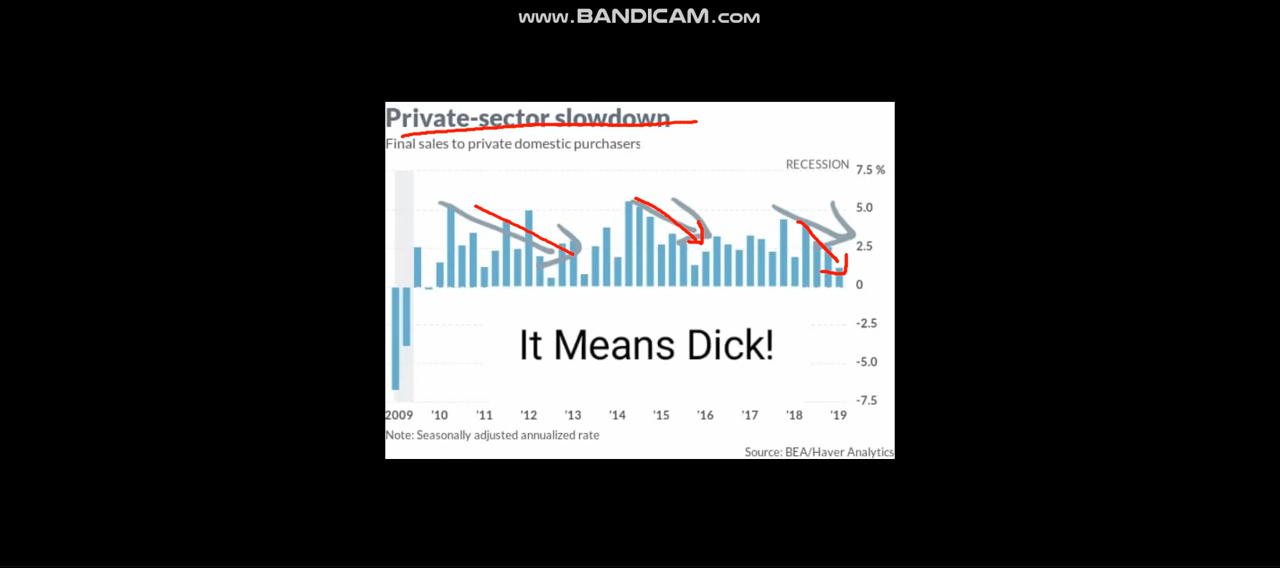 www.BANDICAM.com
Private-sector slowdown
Final sales to private domestic purchasers
RECESSION
7.5 %
5.0
2.5
0
It Means Dick!
-2.5
-5.0
-7.5
2009 '10 '11 '12 '13 '14 '15 '16 '17 '18 '19
Note: Seasonally adjusted annualized rate
Source: BEA/Haver Analytics